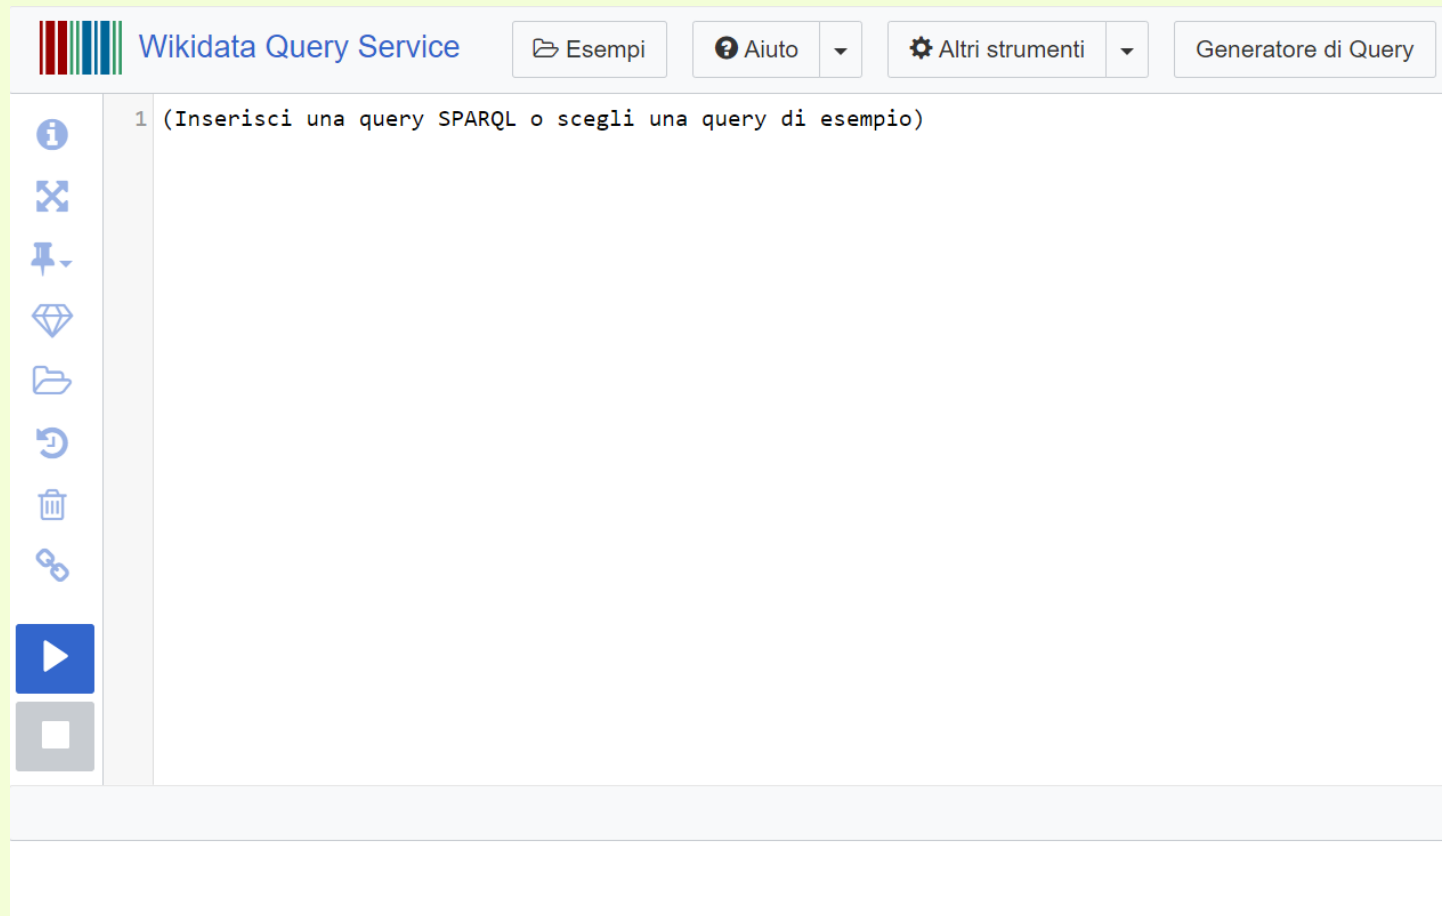 Wikidata Query Service Esempi Aiuto Altri strumenti Generatore di Query
1 (Inserisci una query SPARQL o scegli una query di esempio)